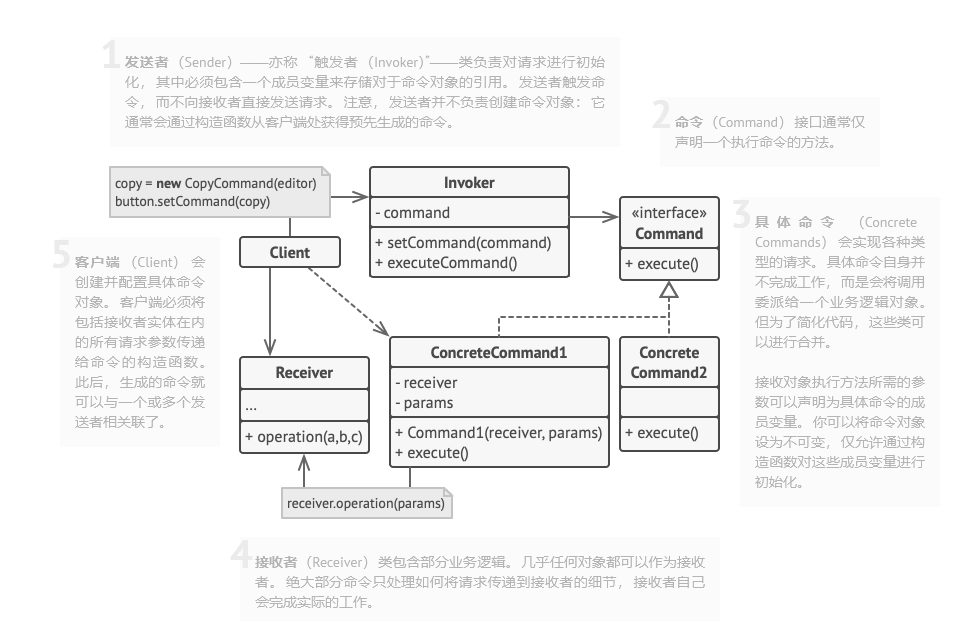 1
发送者 （Sender）——亦称 “触发者 （Invoker）”——类负责对请求进行初始
化， 其中必须包含一个成员变量来存储对于命令对象的引用。 发送者触发命
令， 而不向接收者直接发送请求。 注意， 发送者并不负责创建命令对象： 它
通常会通过构造函数从客户端处获得预先生成的命令。
2
命令 （Command） 接口通常仅
声明一个执行命令的方法。
copy = new CopyCommand(editor)
button.setCommand(copy)
Invoker
- command
+ setCommand(command)
+ executeCommand()
«interface»
Command
+ execute()
3
具体命令 （Concrete
Commands） 会实现各种类
型的请求。 具体命令自身并
不完成工作， 而是会将调用
委派给一个业务逻辑对象。
但为了简化代码， 这些类可
以进行合并。
接收对象执行方法所需的参
数可以声明为具体命令的成
员变量。 你可以将命令对象
设为不可变， 仅允许通过构
造函数对这些成员变量进行
初始化。
5
客户端 （Client） 会
创建并配置具体命令
对象。 客户端必须将
包括接收者实体在内
的所有请求参数传递
给命令的构造函数。
此后， 生成的命令就
可以与一个或多个发
送者相关联了。
Client
Receiver
...
+ operation(a,b,c)
ConcreteCommand1
- receiver
- params
+ Command1(receiver, params)
+ execute()
Concrete
Command2
+ execute()
receiver.operation(params)
4
接收者 （Receiver） 类包含部分业务逻辑。 几乎任何对象都可以作为接收
者。 绝大部分命令只处理如何将请求传递到接收者的细节， 接收者自己
会完成实际的工作。